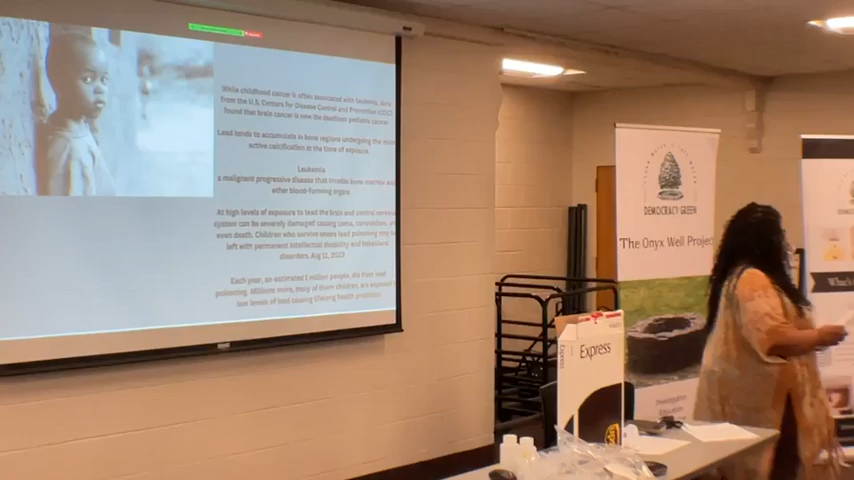 While childhood cancer is often associated with leukemia, data
from the U.S. Centers for Disease Control and Prevention (CDC)
found that brain cancer is now the deadliest pediatric cancer.
Lead tends to accumulate in bone regions undergoing the most
active calcification at the time of exposure.
Leukemia
a malignant progressive disease that invades bone marrow and
other blood-forming organs
At high levels of exposure to lead the brain and central nervous
system can be severely damaged causing coma, convulsions, and
even death. Children who survive severe lead poisoning may be
left with permanent intellectual disability and behavioral
disorders. Aug 11, 2023
Each year, an estimated 1 million people, die from lead
poisoning. Millions more, many of them children, are exposed to
low levels of lead causing lifelong health problems.
DEMOCRACY GREEN
The Onyx Well Project
Investigation
Education
Express
Express
ups
What's